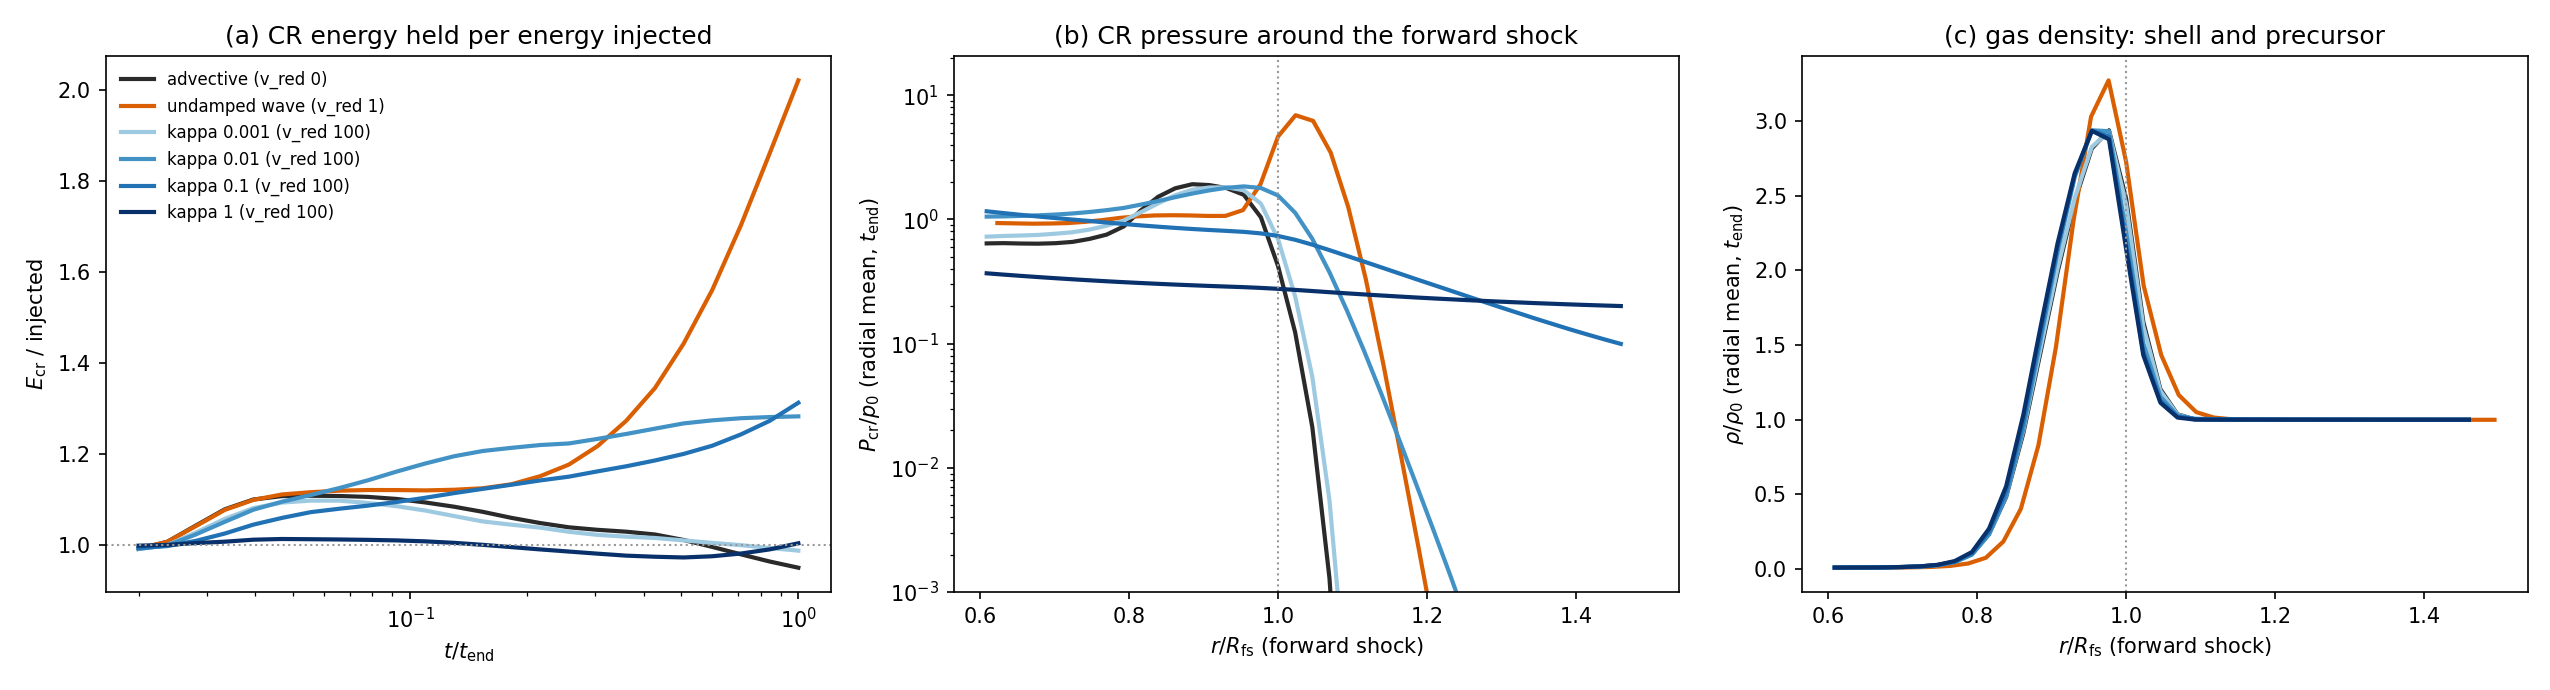 (a) CR energy held per energy injected
E_cr / injected
2.0
1.8
1.6
1.4
1.2
1.0
advective (v_red 0)
undamped wave (v_red 1)
kappa 0.001 (v_red 100)
kappa 0.01 (v_red 100)
kappa 0.1 (v_red 100)
kappa 1 (v_red 100)
10⁻¹
10⁰
t/t_end
(b) CR pressure around the forward shock
P_cr/p_0 (radial mean, t_end)
10¹
10⁰
10⁻¹
10⁻²
10⁻³
0.6 0.8 1.0 1.2 1.4
r/R_fs (forward shock)
(c) gas density: shell and precursor
ρ/ρ_0 (radial mean, t_end)
3.0
2.5
2.0
1.5
1.0
0.5
0.0
0.6 0.8 1.0 1.2 1.4
r/R_fs (forward shock)